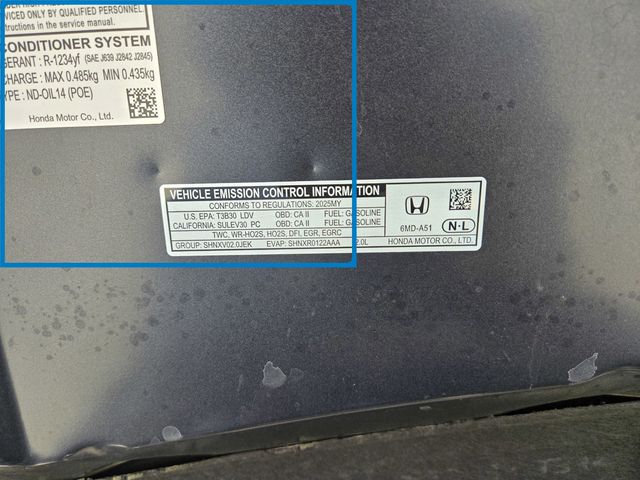 VICED ONLY BY QUALIFIED PERSONNEL.
nstructions in the service manual.
CONDITIONER SYSTEM
GERANT : R-1234yf (SAE J639 J2842 J2845)
CHARGE : MAX 0.485kg MIN 0.435kg
TYPE : ND-OIL14 (POE)
Honda Motor Co., Ltd.
VEHICLE EMISSION CONTROL INFORMATION
CONFORMS TO REGULATIONS: 2025MY
U.S. EPA: T3B30 LDV OBD: CA II FUEL: GASOLINE
CALIFORNIA: SULEV30 PC OBD: CA II FUEL: GASOLINE
TWC, WR-HO2S, HO2S, DFI, EGR, EGRC
GROUP: SHNXV02.0JEK EVAP: SHNXR0122AAA 2.0L
6MD-A51 N-L
HONDA MOTOR CO., LTD.